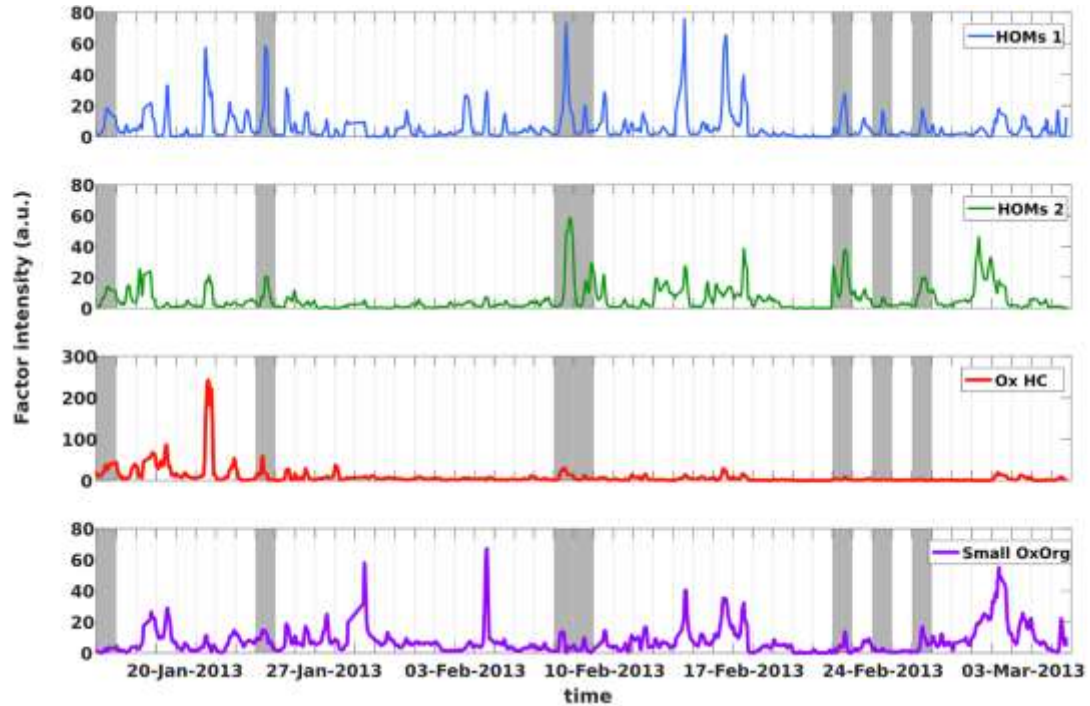 80
60
40
20
0
HOMs 1
80
60
40
20
0
HOMs 2
Factor intensity (a.u.)
300
200
100
0
Ox HC
80
60
40
20
0
Small OxOrg
20-Jan-2013 27-Jan-2013 03-Feb-2013 10-Feb-2013 17-Feb-2013 24-Feb-2013 03-Mar-2013
time